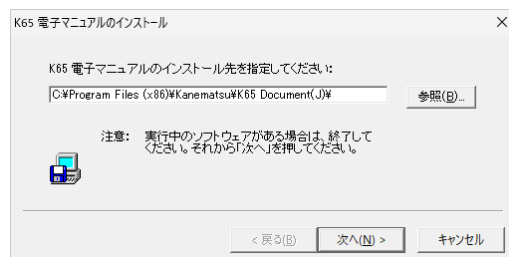 K65 電子マニュアルのインストール
K65 電子マニュアルのインストール先を指定してください:
C:¥Program Files (x86)¥Kanematsu¥K65 Document(J)¥
参照(B)...
注意: 実行中のソフトウェアがある場合は、終了して
ください。それから「次へ」を押してください。
< 戻る(B)
次へ(N) >
キャンセル